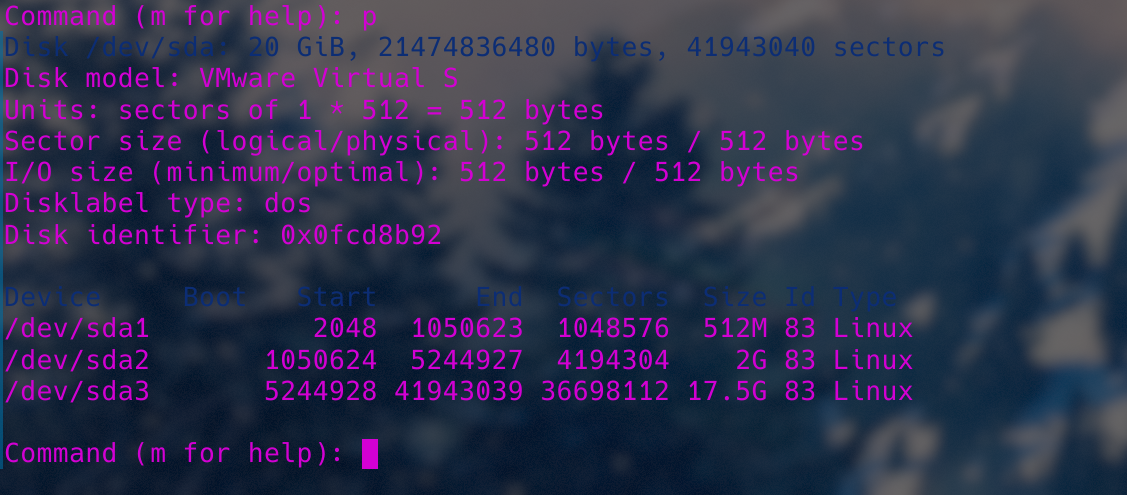 Command (m for help): p
Disk /dev/sda: 20 GiB, 21474836480 bytes, 41943040 sectors
Disk model: VMware Virtual S
Units: sectors of 1 * 512 = 512 bytes
Sector size (logical/physical): 512 bytes / 512 bytes
I/O size (minimum/optimal): 512 bytes / 512 bytes
Disklabel type: dos
Disk identifier: 0x0fcd8b92
Device     Boot   Start      End  Sectors  Size Id Type
/dev/sda1          2048  1050623  1048576  512M 83 Linux
/dev/sda2       1050624  5244927  4194304    2G 83 Linux
/dev/sda3       5244928 41943039 36698112 17.5G 83 Linux
Command (m for help):